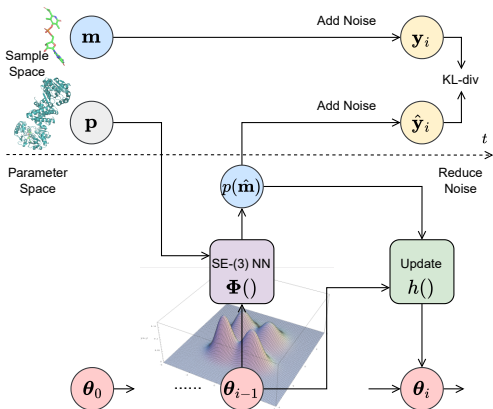 Sample
Space
m
Add Noise
y_i
KL-div
p
Add Noise
ŷ_i
t
Parameter
Space
p(m̂)
Reduce
Noise
SE-(3) NN
Φ()
Update
h()
θ_0
......
θ_{i−1}
θ_i